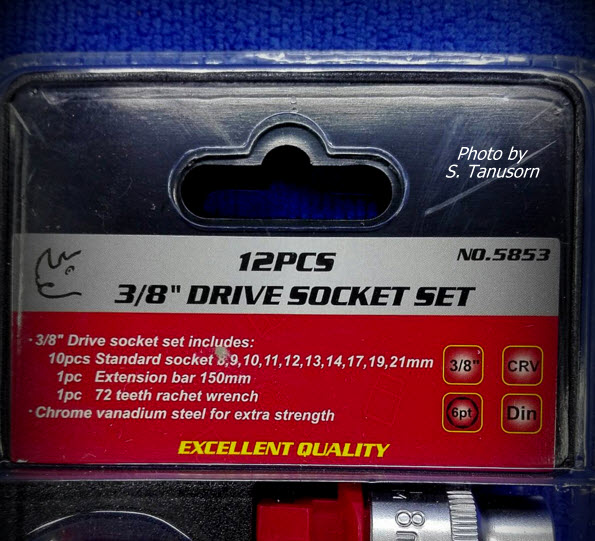 Photo by
S. Tanusorn
NO.5853
12PCS
3/8" DRIVE SOCKET SET
· 3/8" Drive socket set includes:
10pcs Standard socket 8,9,10,11,12,13,14,17,19,21mm
1pc Extension bar 150mm
1pc 72 teeth rachet wrench
· Chrome vanadium steel for extra strength
3/8"
CRV
6pt
Din
EXCELLENT QUALITY